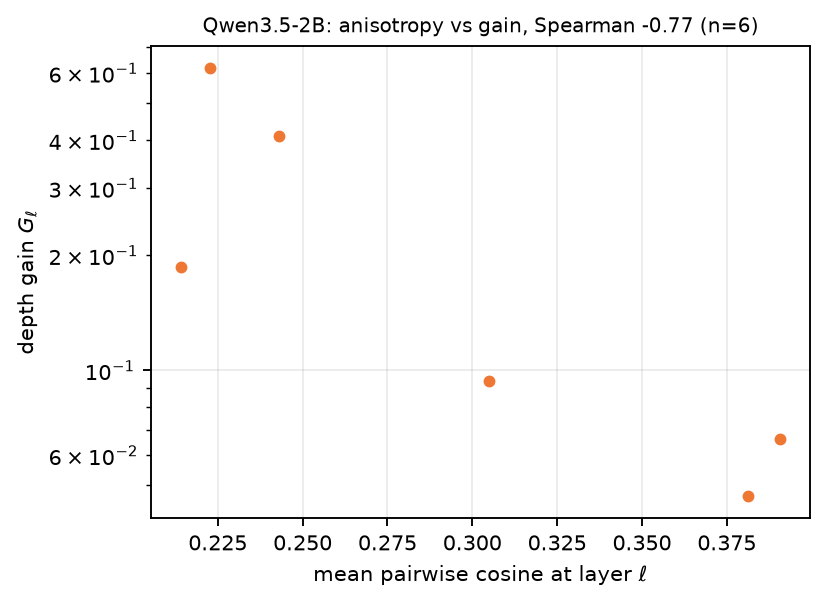 Qwen3.5-2B: anisotropy vs gain, Spearman -0.77 (n=6)
depth gain $G_\ell$
6 × 10⁻¹
4 × 10⁻¹
3 × 10⁻¹
2 × 10⁻¹
10⁻¹
6 × 10⁻²
0.225 0.250 0.275 0.300 0.325 0.350 0.375
mean pairwise cosine at layer ℓ